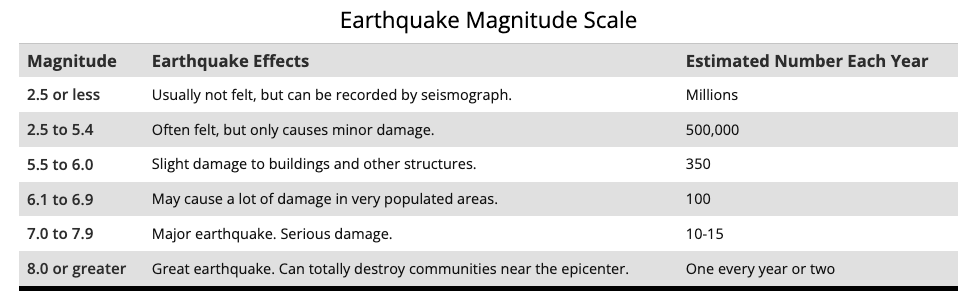 Earthquake Magnitude Scale
Magnitude Earthquake Effects Estimated Number Each Year
2.5 or less Usually not felt, but can be recorded by seismograph. Millions
2.5 to 5.4 Often felt, but only causes minor damage. 500,000
5.5 to 6.0 Slight damage to buildings and other structures. 350
6.1 to 6.9 May cause a lot of damage in very populated areas. 100
7.0 to 7.9 Major earthquake. Serious damage. 10-15
8.0 or greater Great earthquake. Can totally destroy communities near the epicenter. One every year or two